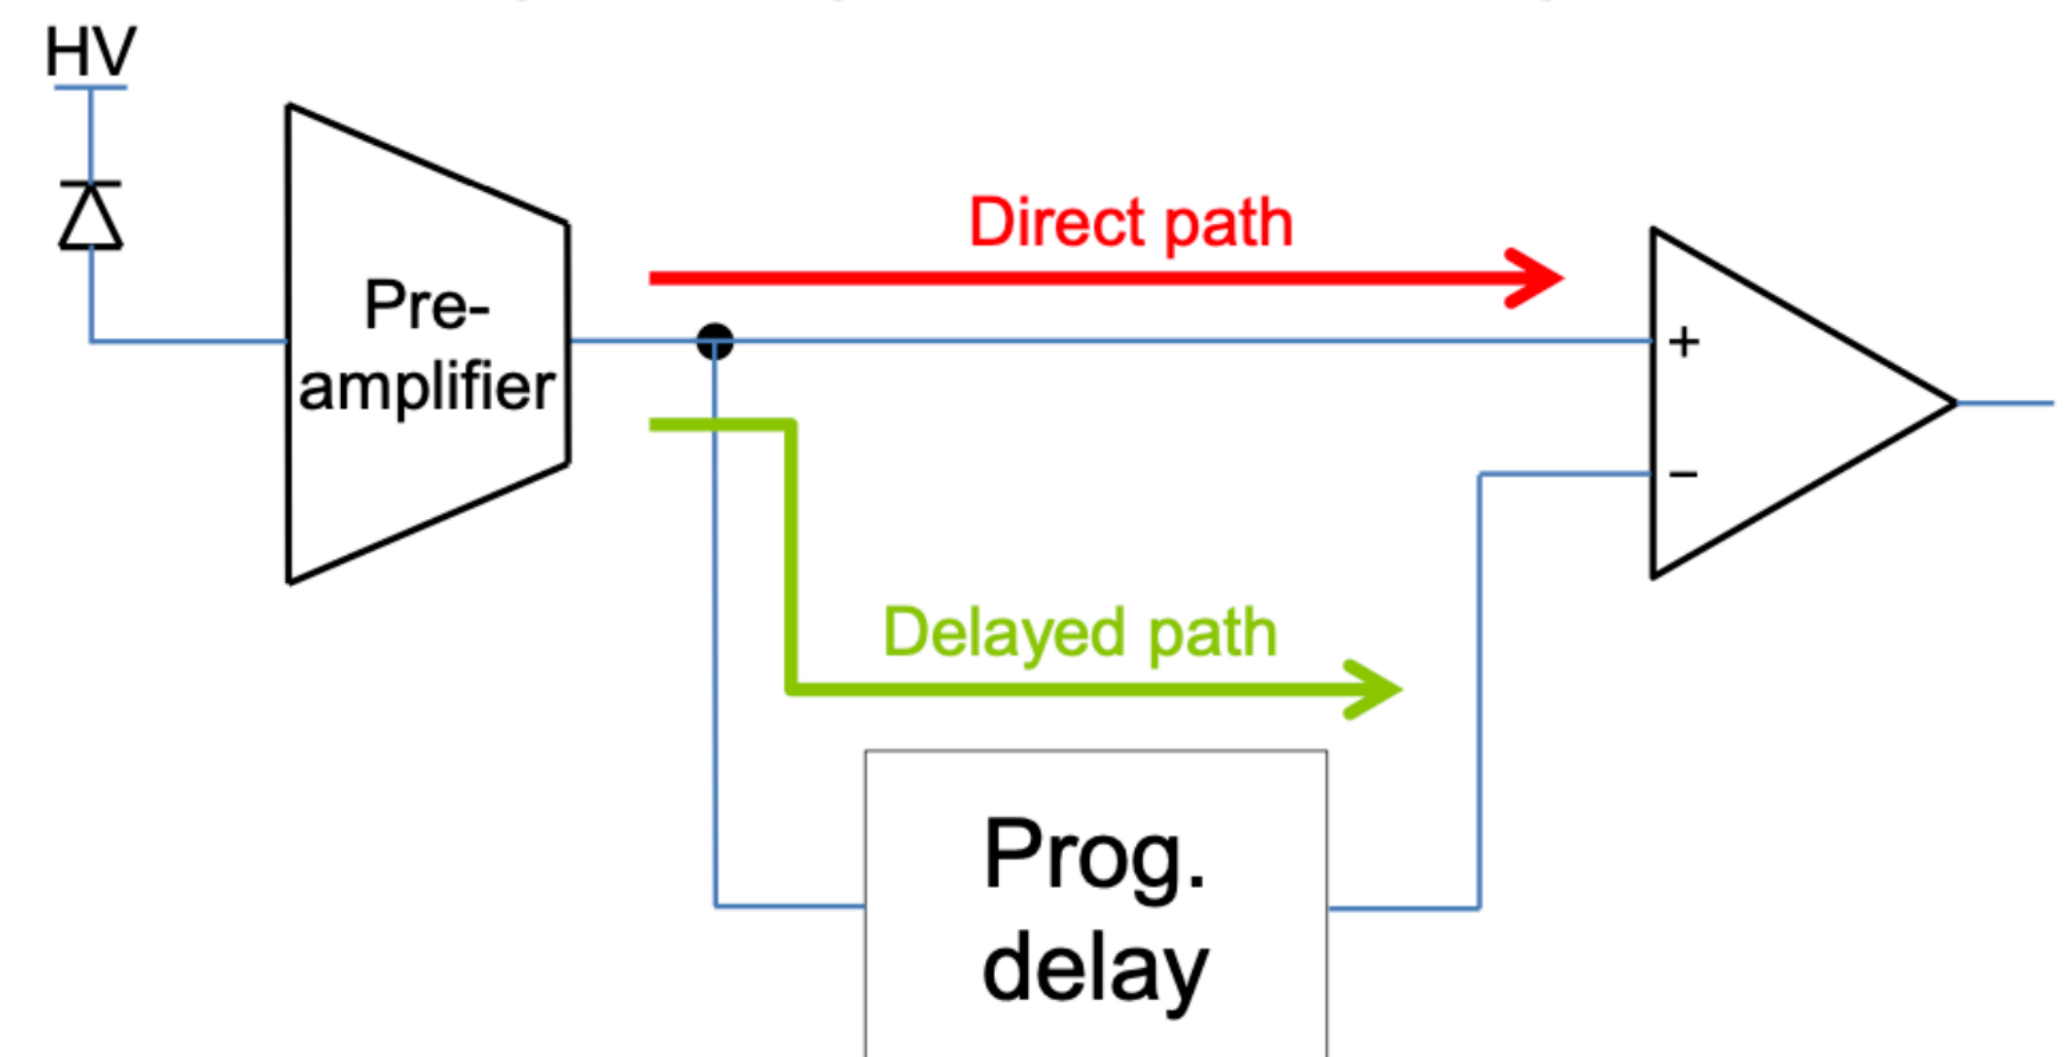 HV
Direct path
Pre-
amplifier
+
−
Delayed path
Prog.
delay